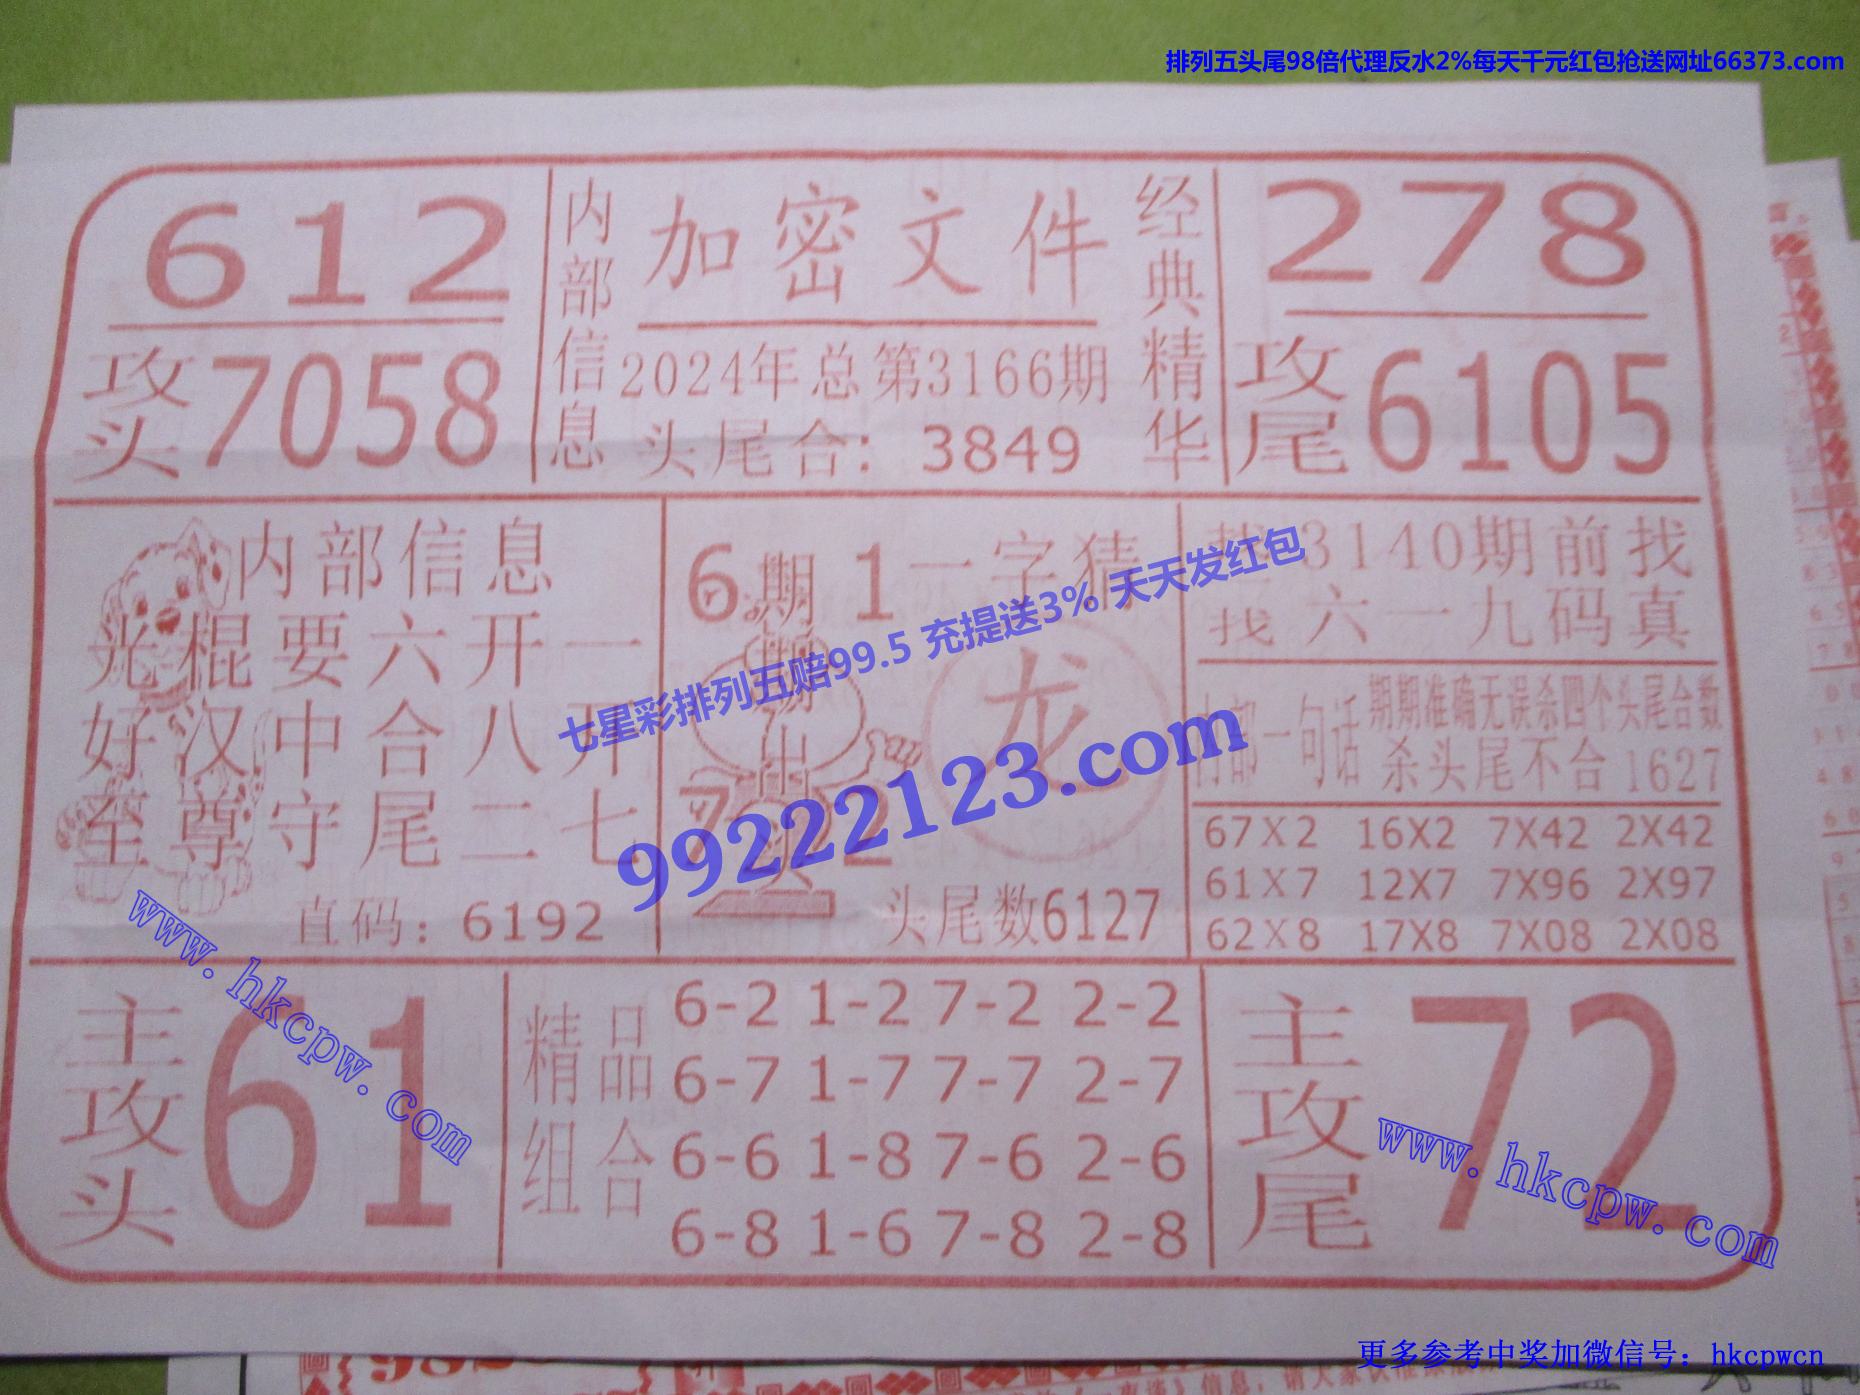 排列五头尾98倍代理反水2%每天千元红包抢送网址66373.com
612
攻头 7058
内部信息
加密文件
2024年总第3166期
头尾合：3849
经典精华
278
攻尾 6105
内部信息
光棍要六开一
好汉中合八开
至尊守尾二七
直码：6192
6 期 1
期
出
7 2
一字猜
龙
头尾数6127
3140期前找
找六一九码真
内部一句话
期期准确无误杀四个头尾合数
杀头尾不合1627
67X2 16X2 7X42 2X42
61X7 12X7 7X96 2X97
62X8 17X8 7X08 2X08
主攻头 61
精品组合
6-2 1-2 7-2 2-2
6-7 1-7 7-7 2-7
6-6 1-8 7-6 2-6
6-8 1-6 7-8 2-8
主攻尾 72
七星彩排列五赔99.5 充提送3% 天天发红包
99222123.com
www.hkcpw.com
www.hkcpw.com
更多参考中奖加微信号：hkcpwcn